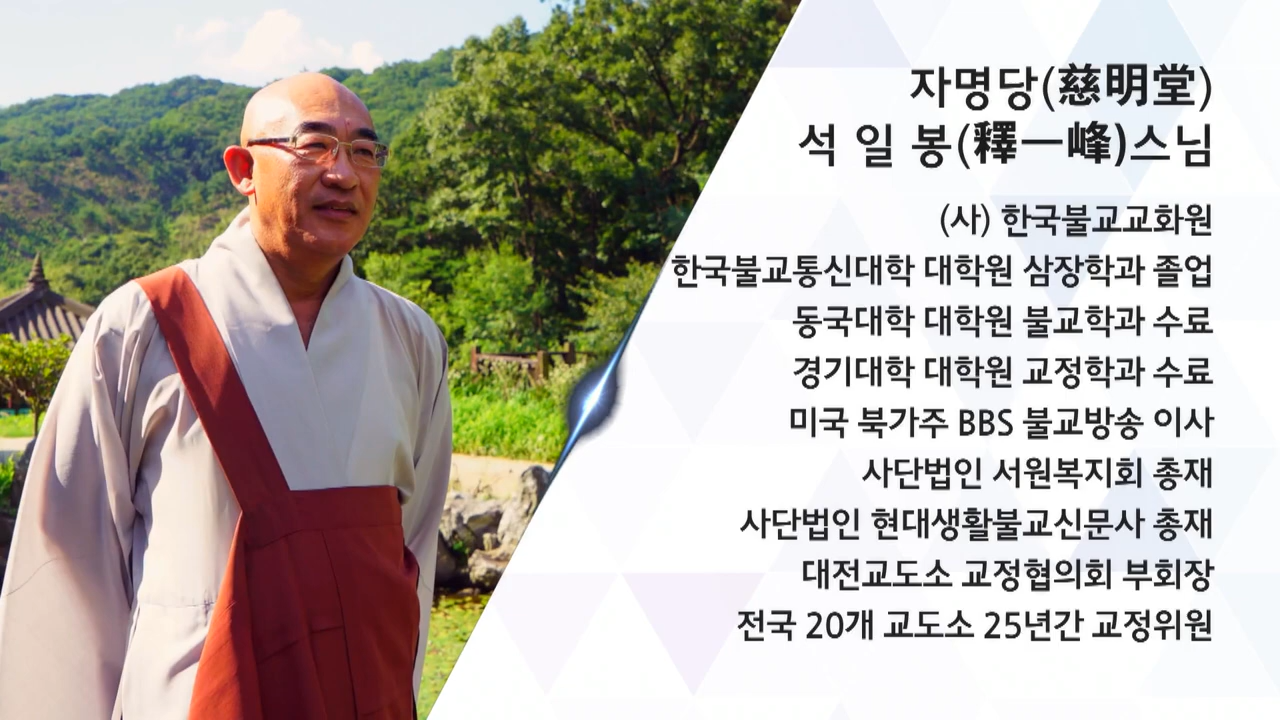 자명당(慈明堂)
석 일 봉(釋一峰)스님
(사) 한국불교교화원
한국불교통신대학 대학원 삼장학과 졸업
동국대학 대학원 불교학과 수료
경기대학 대학원 교정학과 수료
미국 북가주 BBS 불교방송 이사
사단법인 서원복지회 총재
사단법인 현대생활불교신문사 총재
대전교도소 교정협의회 부회장
전국 20개 교도소 25년간 교정위원